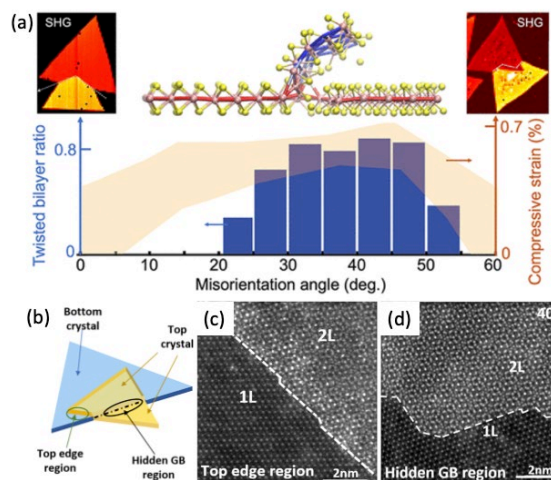 (a)
SHG
SHG
Twisted bilayer ratio
0.8
0
0.7
0
Compressive strain (%)
0
10
20
30
40
50
60
Misorientation angle (deg.)
(b)
Bottom
crystal
Top
crystal
Top edge
region
Hidden GB
region
(c)
2L
1L
Top edge region
2nm
(d)
40
2L
1L
Hidden GB region
2nm